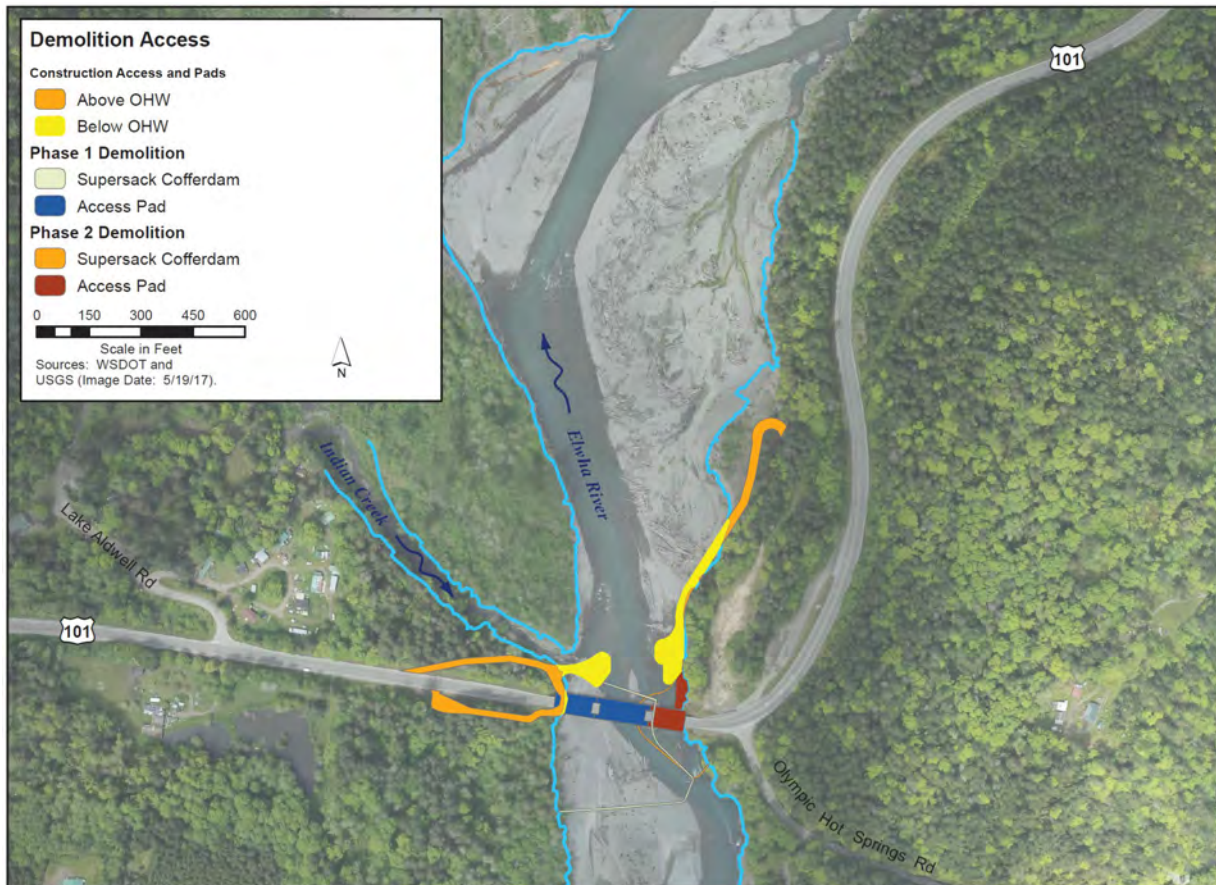 Demolition Access
Construction Access and Pads
Above OHW
Below OHW
Phase 1 Demolition
Supersack Cofferdam
Access Pad
Phase 2 Demolition
Supersack Cofferdam
Access Pad
0 150 300 450 600
Scale in Feet
Sources: WSDOT and
USGS (Image Date: 5/19/17).
N
101
Elwha River
Indian Creek
Lake Aldwell Rd
101
Olympic Hot Springs Rd